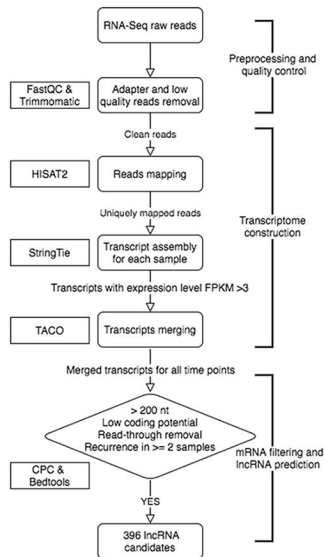 RNA-Seq raw reads
Preprocessing and
quality control
FastQC &
Trimmomatic
Adapter and low
quality reads removal
Clean reads
HISAT2
Reads mapping
Uniquely mapped reads
Transcriptome
construction
StringTie
Transcript assembly
for each sample
Transcripts with expression level FPKM >3
TACO
Transcripts merging
Merged transcripts for all time points
> 200 nt
Low coding potential
Read-through removal
Recurrence in >= 2 samples
mRNA filtering and
lncRNA prediction
CPC &
Bedtools
YES
396 lncRNA
candidates